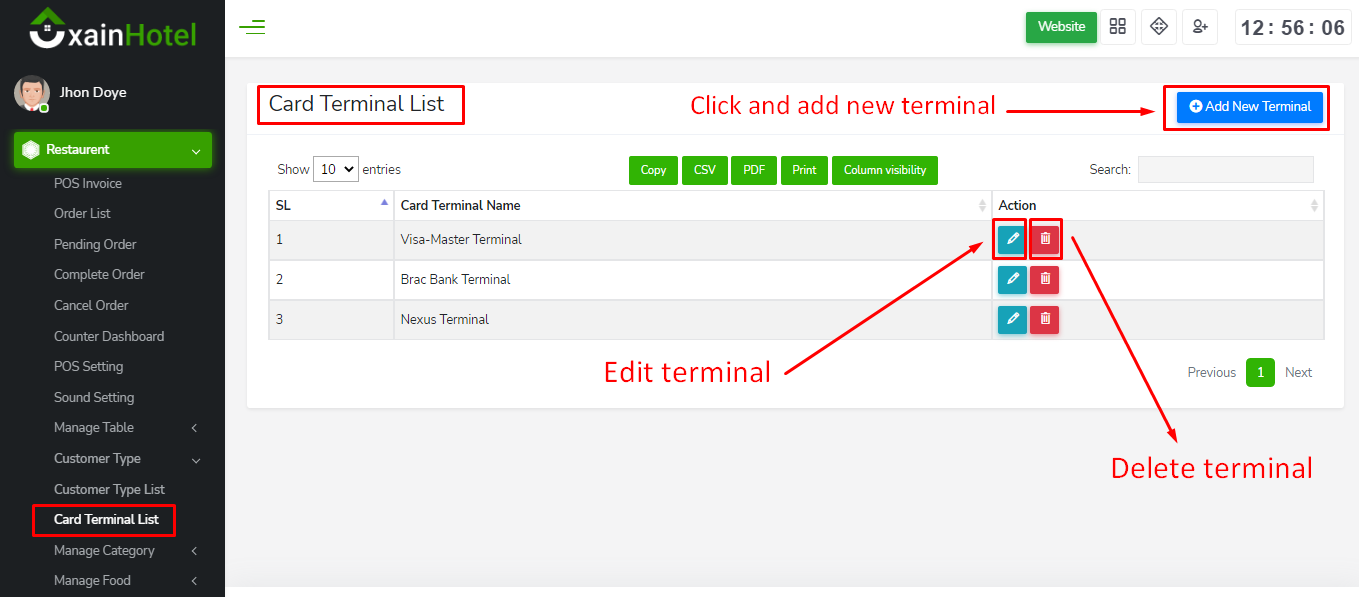 xainHotel
Website
12 : 56 : 06
Jhon Doye
Card Terminal List
Click and add new terminal
Add New Terminal
Restaurent
POS Invoice
Order List
Pending Order
Complete Order
Cancel Order
Counter Dashboard
POS Setting
Sound Setting
Manage Table
Customer Type
Customer Type List
Card Terminal List
Manage Category
Manage Food
Show 10 entries
Copy CSV PDF Print Column visibility
Search:
SL Card Terminal Name Action
1 Visa-Master Terminal
2 Brac Bank Terminal
3 Nexus Terminal
Edit terminal
Previous 1 Next
Delete terminal